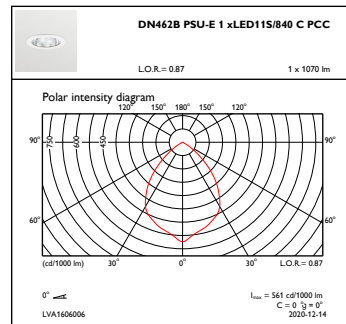 DN462B PSU-E 1 xLED11S/840 C PCC
L.O.R.= 0.87 1 x 1070 lm
Polar intensity diagram
120° 150° 180° 150° 120°
90° 750 600 450 90°
60° 60°
(cd/1000 lm) 30° 0° 30° L.O.R.= 0.87
0° Imax = 561 cd/1000 lm
C = 0 °g = 0°
LVA1606006 2020-12-14